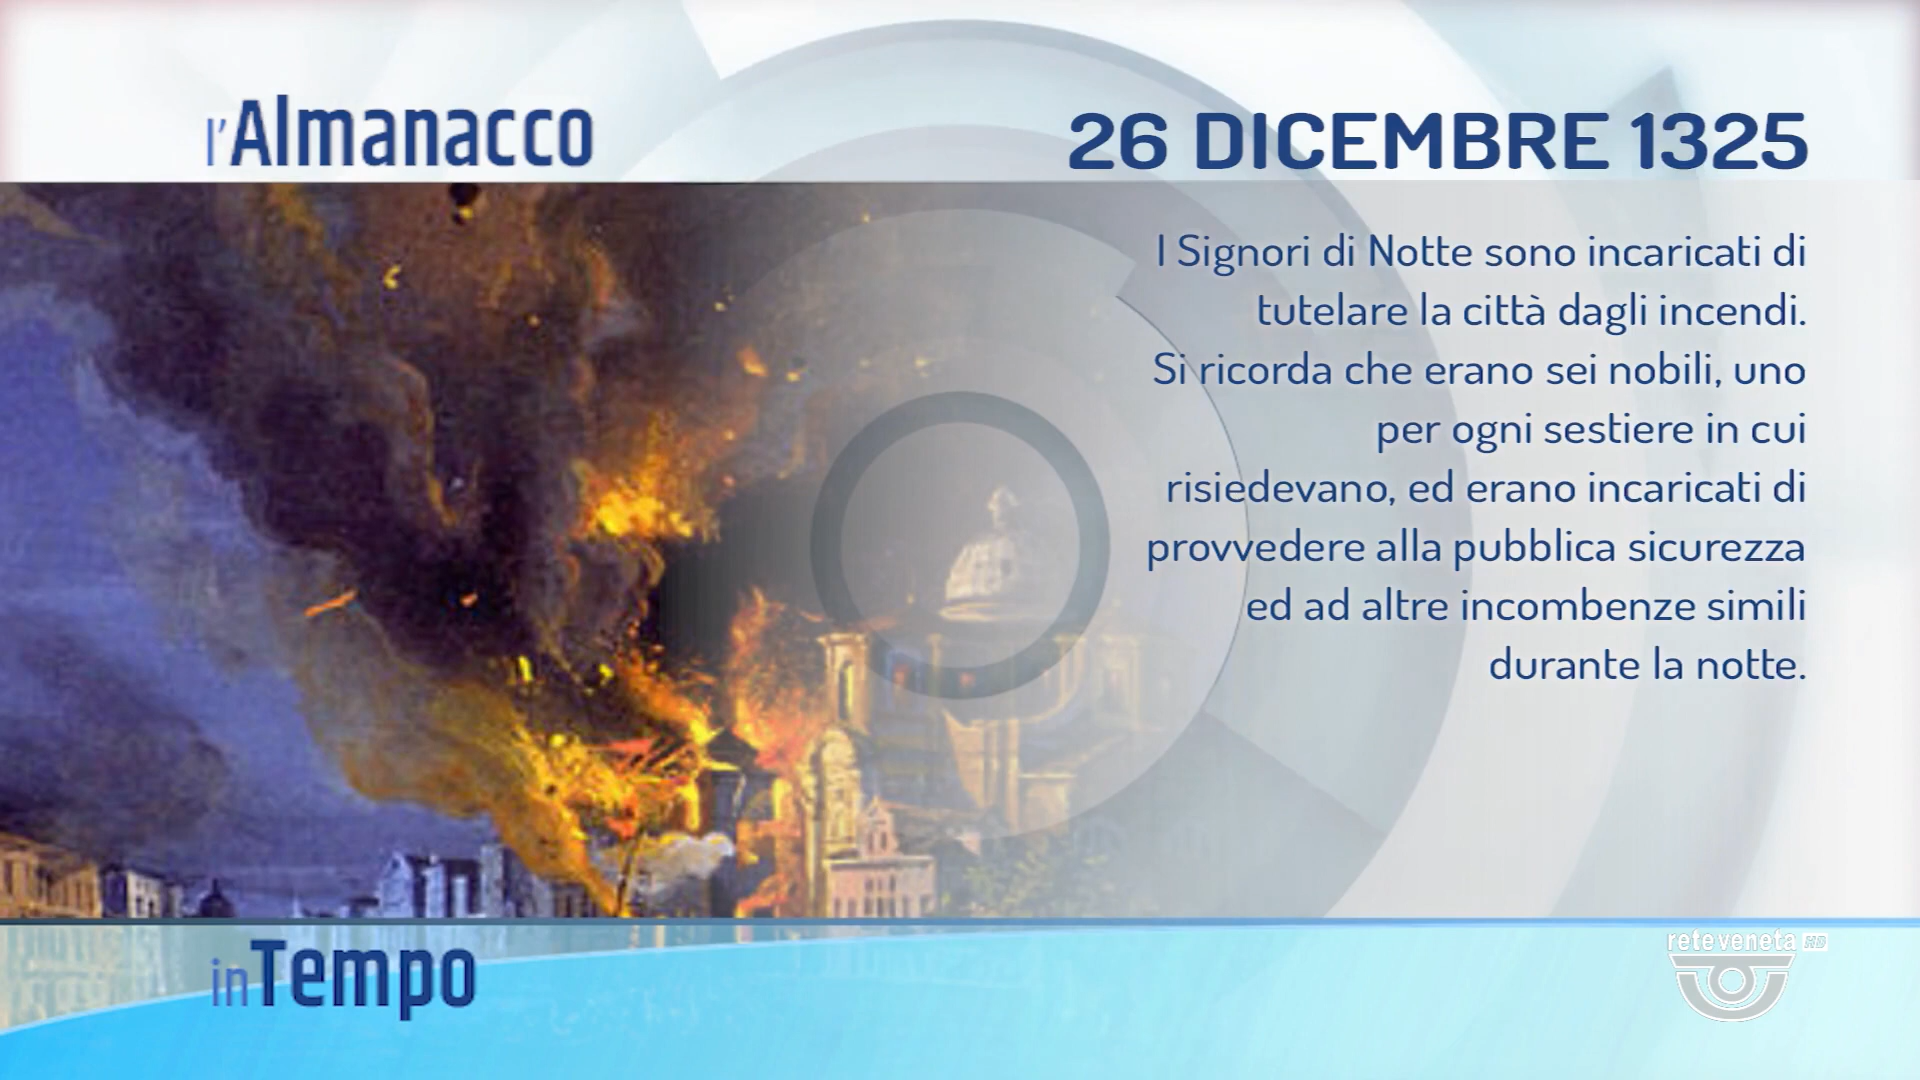 l'Almanacco
26 DICEMBRE 1325
I Signori di Notte sono incaricati di
tutelare la città dagli incendi.
Si ricorda che erano sei nobili, uno
per ogni sestiere in cui
risiedevano, ed erano incaricati di
provvedere alla pubblica sicurezza
ed ad altre incombenze simili
durante la notte.
inTempo
reteveneta HD